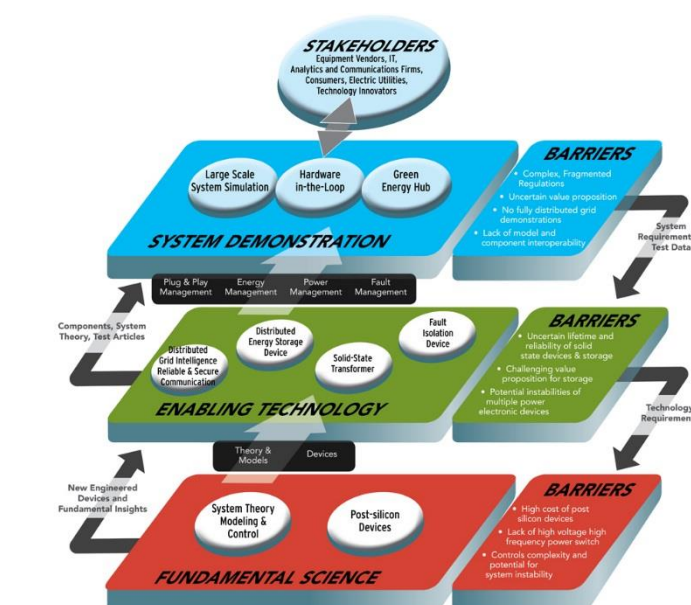 STAKEHOLDERS
Equipment Vendors, IT,
Analytics and Communications Firms,
Consumers, Electric Utilities,
Technology Innovators
Large Scale
System Simulation
Hardware
in-the-Loop
Green
Energy Hub
SYSTEM DEMONSTRATION
BARRIERS
• Complex, Fragmented
Regulations
• Uncertain value proposition
• No fully distributed grid
demonstrations
• Lack of model and
component interoperability
System
Requirement
Test Data
Plug & Play
Management
Energy
Management
Power
Management
Fault
Management
Components, System
Theory, Test Articles
Distributed
Grid Intelligence
Reliable & Secure
Communication
Distributed
Energy Storage
Device
Solid-State
Transformer
Fault
Isolation
Device
ENABLING TECHNOLOGY
BARRIERS
• Uncertain lifetime and
reliability of solid
state devices & storage
• Challenging value
proposition for storage
• Potential instabilities of
multiple power
electronic devices
Technology
Requirement
Theory &
Models
Devices
New Engineered
Devices and
Fundamental Insights
System Theory
Modeling &
Control
Post-silicon
Devices
FUNDAMENTAL SCIENCE
BARRIERS
• High cost of post
silicon devices
• Lack of high voltage high
frequency power switch
• Controls complexity and
potential for
system instability